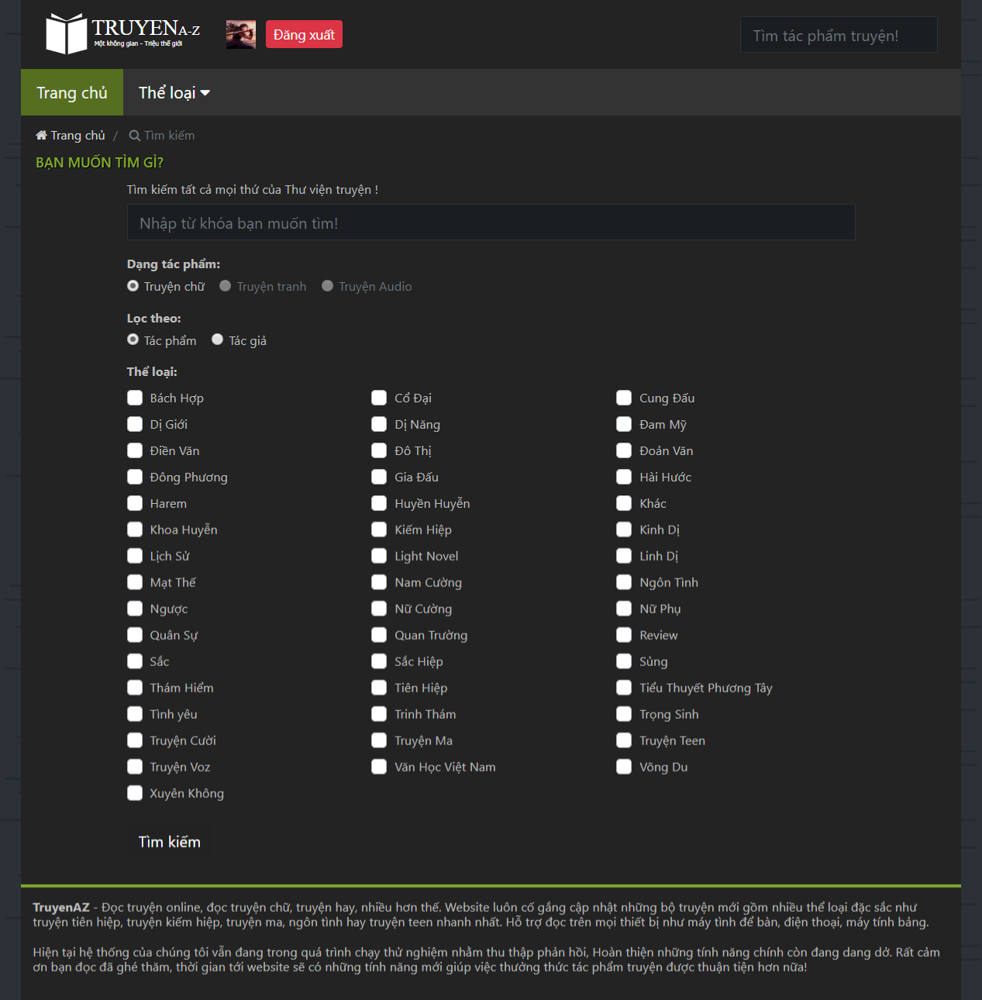 TRUYENA-Z
Một không gian - Triệu thế giới
Đăng xuất
Tìm tác phẩm truyện!
Trang chủ
Thể loại
Trang chủ / Tìm kiếm
BẠN MUỐN TÌM GÌ?
Tìm kiếm tất cả mọi thứ của Thư viện truyện !
Nhập từ khóa bạn muốn tìm!
Dạng tác phẩm:
Truyện chữ Truyện tranh Truyện Audio
Lọc theo:
Tác phẩm Tác giả
Thể loại:
Bách Hợp Cổ Đại Cung Đấu
Dị Giới Dị Năng Đam Mỹ
Điền Văn Đô Thị Đoản Văn
Đông Phương Gia Đấu Hài Hước
Harem Huyền Huyễn Khác
Khoa Huyễn Kiếm Hiệp Kinh Dị
Lịch Sử Light Novel Linh Dị
Mạt Thế Nam Cường Ngôn Tình
Ngược Nữ Cường Nữ Phụ
Quân Sự Quan Trường Review
Sắc Sắc Hiệp Sủng
Thám Hiểm Tiên Hiệp Tiểu Thuyết Phương Tây
Tình yêu Trinh Thám Trọng Sinh
Truyện Cười Truyện Ma Truyện Teen
Truyện Voz Văn Học Việt Nam Võng Du
Xuyên Không
Tìm kiếm
TruyenAZ - Đọc truyện online, đọc truyện chữ, truyện hay, nhiều hơn thế. Website luôn cố gắng cập nhật những bộ truyện mới gồm nhiều thể loại đặc sắc như
truyện tiên hiệp, truyện kiếm hiệp, truyện ma, ngôn tình hay truyện teen nhanh nhất. Hỗ trợ đọc trên mọi thiết bị như máy tình để bàn, điện thoại, máy tính bảng.
Hiện tại hệ thống của chúng tôi vẫn đang trong quá trình chạy thử nghiệm nhằm thu thập phản hồi, Hoàn thiện những tính năng chính còn đang dang dở. Rất cảm
ơn bạn đọc đã ghé thăm, thời gian tới website sẽ có những tính năng mới giúp việc thưởng thức tác phẩm truyện được thuận tiện hơn nữa!